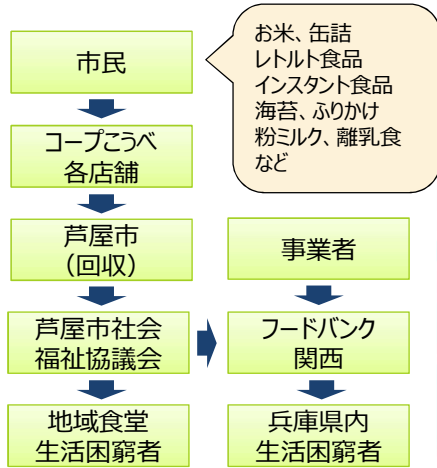 市民
お米、缶詰
レトルト食品
インスタント食品
海苔、ふりかけ
粉ミルク、離乳食
など
コープこうべ
各店舗
芦屋市
（回収）
事業者
芦屋市社会
福祉協議会
フードバンク
関西
地域食堂
生活困窮者
兵庫県内
生活困窮者